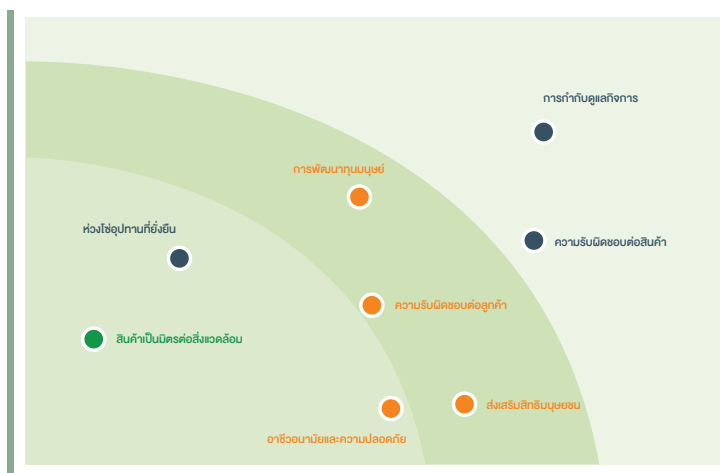 การกำกับดูแลกิจการ
การพัฒนาทุนมนุษย์
ห่วงโซ่อุปทานที่ยั่งยืน
ความรับผิดชอบต่อสินค้า
ความรับผิดชอบต่อลูกค้า
สินค้าเป็นมิตรต่อสิ่งแวดล้อม
ส่งเสริมสิทธิมนุษยชน
อาชีวอนามัยและความปลอดภัย